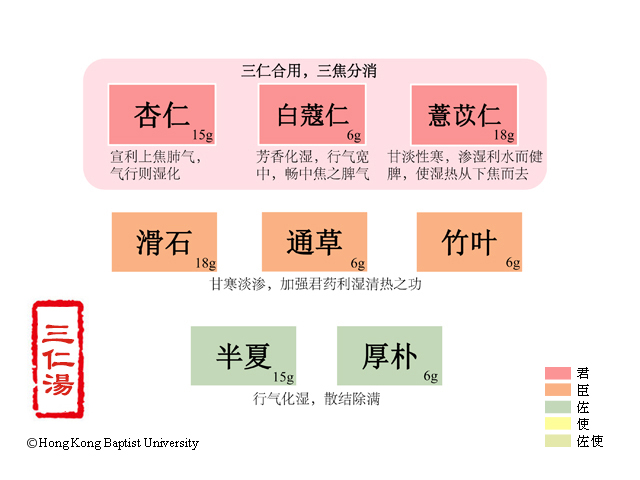 三仁合用，三焦分消
杏仁
15g
白蔻仁
6g
薏苡仁
18g
宣利上焦肺气，
气行则湿化
芳香化湿，行气宽
中，畅中焦之脾气
甘淡性寒，渗湿利水而健
脾，使湿热从下焦而去
滑石
18g
通草
6g
竹叶
6g
甘寒淡渗，加强君药利湿清热之功
半夏
15g
厚朴
6g
行气化湿，散结除满
三仁湯
君
臣
佐
使
佐使
©Hong Kong Baptist University